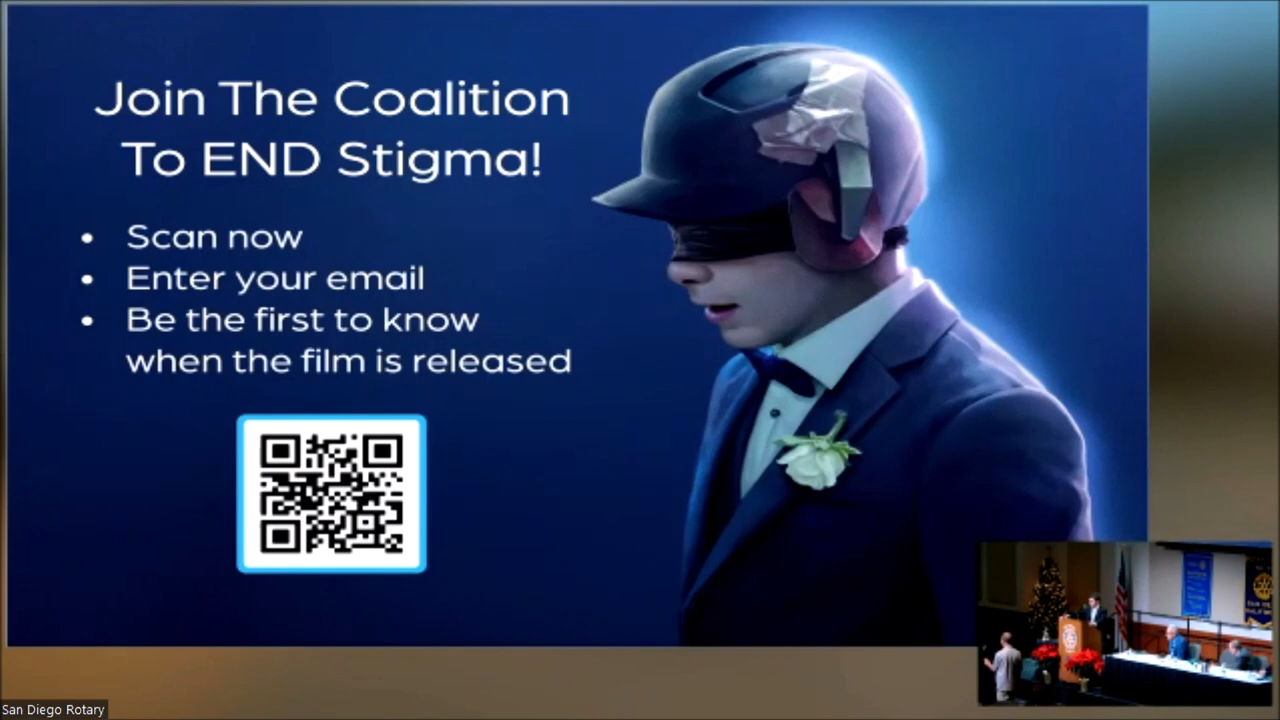 Join The Coalition
To END Stigma!
• Scan now
• Enter your email
• Be the first to know
when the film is released
San Diego Rotary